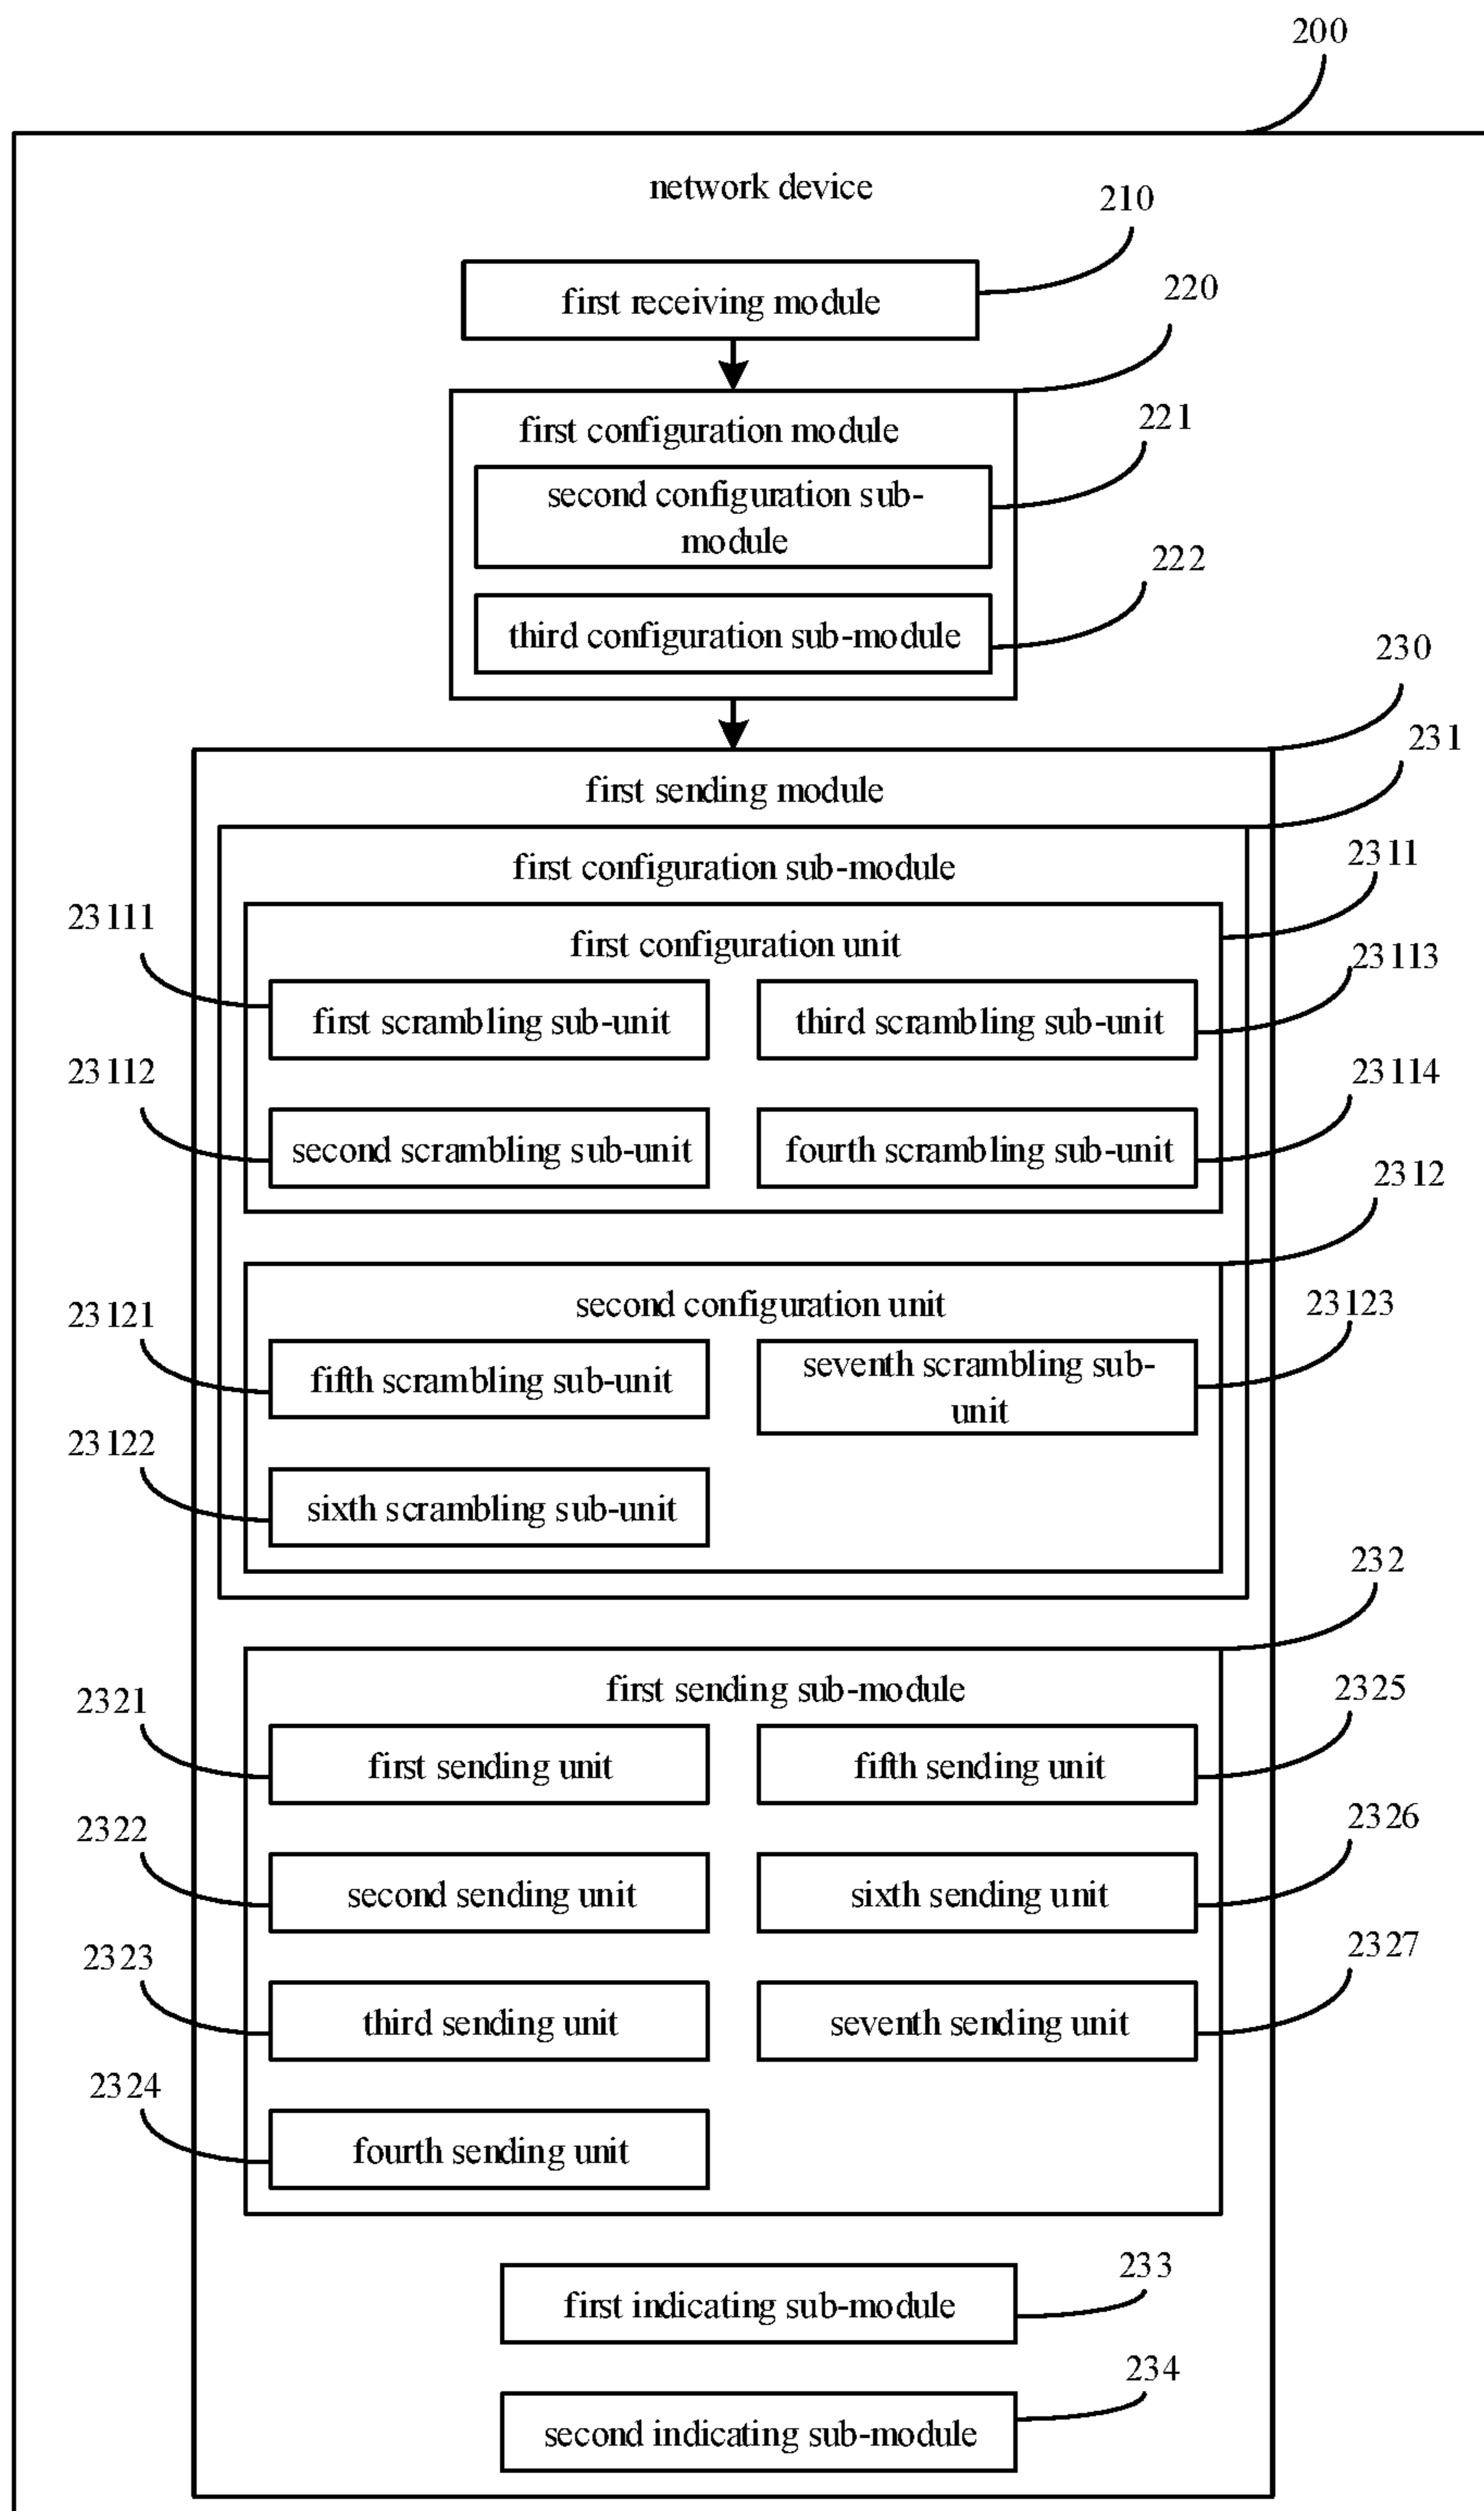 200
network device
210
first receiving module
220
first configuration module
221
second configuration sub-
module
222
third configuration sub-module
230
231
first sending module
first configuration sub-module
2311
23111
first configuration unit
23113
first scrambling sub-unit
third scrambling sub-unit
23112
23114
second scrambling sub-unit
fourth scrambling sub-unit
2312
23121
second configuration unit
23123
fifth scrambling sub-unit
seventh scrambling sub-
unit
23122
sixth scrambling sub-unit
232
2321
first sending sub-module
2325
first sending unit
fifth sending unit
2322
2326
second sending unit
sixth sending unit
2323
2327
third sending unit
seventh sending unit
2324
fourth sending unit
233
first indicating sub-module
234
second indicating sub-module